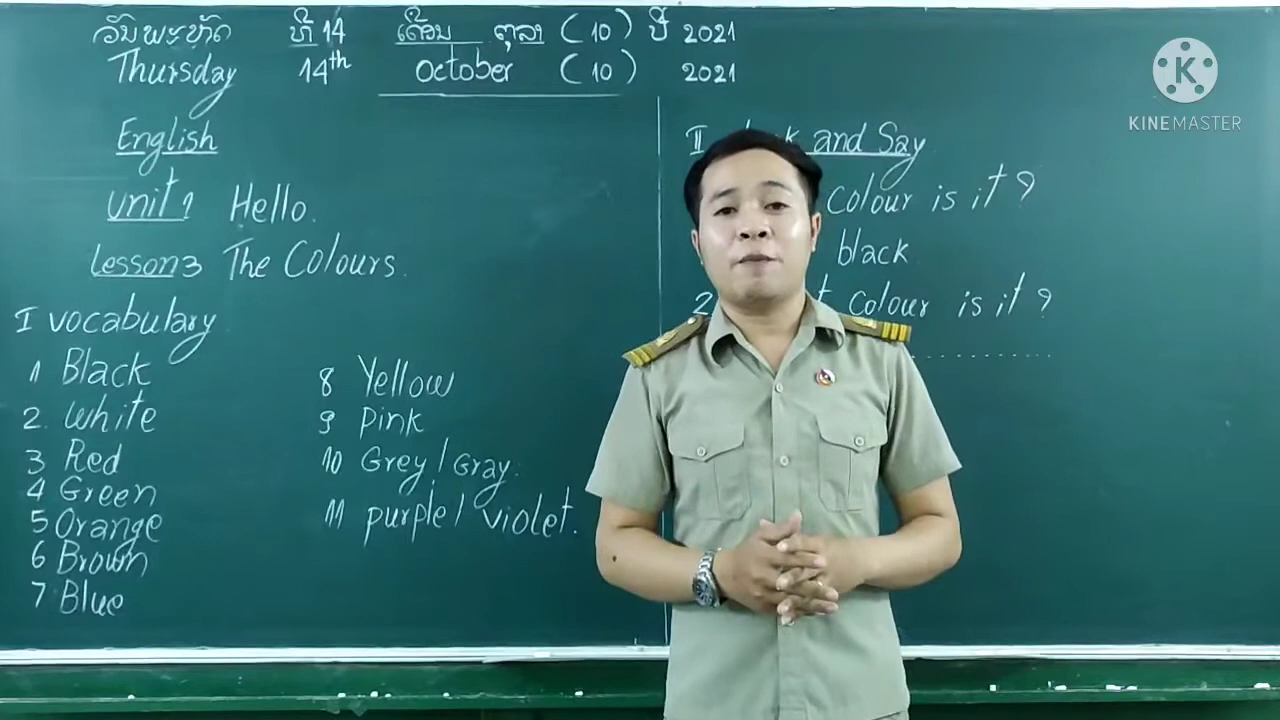 ວັນພະຫັດ ທີ 14 ເດືອນ ຕຸລາ ( 10 ) ປີ 2021
Thursday 14th October ( 10 ) 2021
English
Unit 1 Hello.
Lesson 3 The Colours.
I vocabulary
1 Black
2. White
3 Red
4 Green
5 Orange
6 Brown
7 Blue
8 Yellow
9 Pink
10 Grey / Gray.
11 purple / violet.
II and Say
colour is it ?
black
2 colour is it ?
KINEMASTER